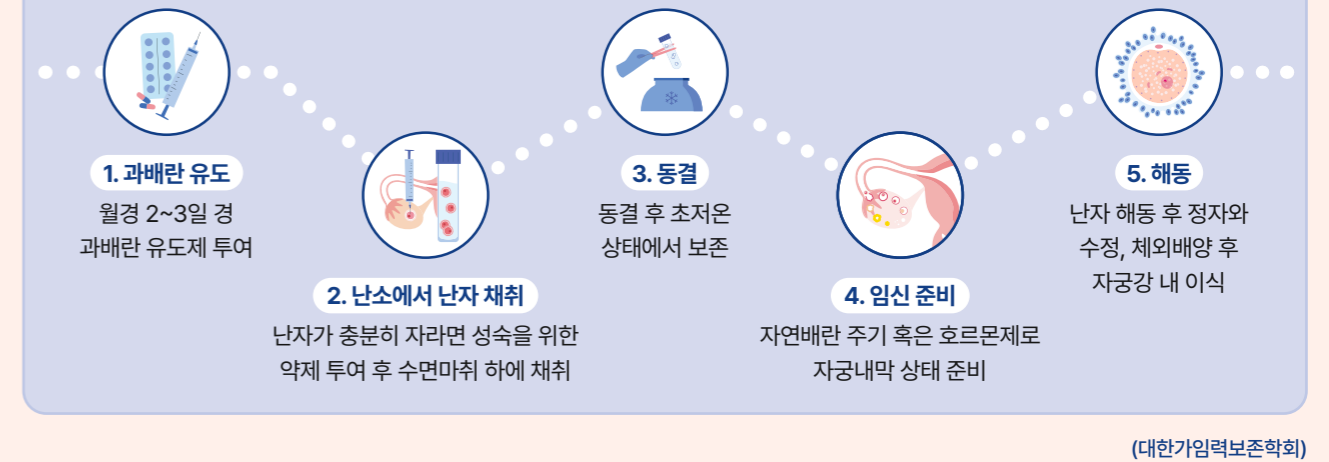 1. 과배란 유도
월경 2~3일 경
과배란 유도제 투여
2. 난소에서 난자 채취
난자가 충분히 자라면 성숙을 위한
약제 투여 후 수면마취 하에 채취
3. 동결
동결 후 초저온
상태에서 보존
4. 임신 준비
자연배란 주기 혹은 호르몬제로
자궁내막 상태 준비
5. 해동
난자 해동 후 정자와
수정, 체외배양 후
자궁강 내 이식
(대한가임력보존학회)